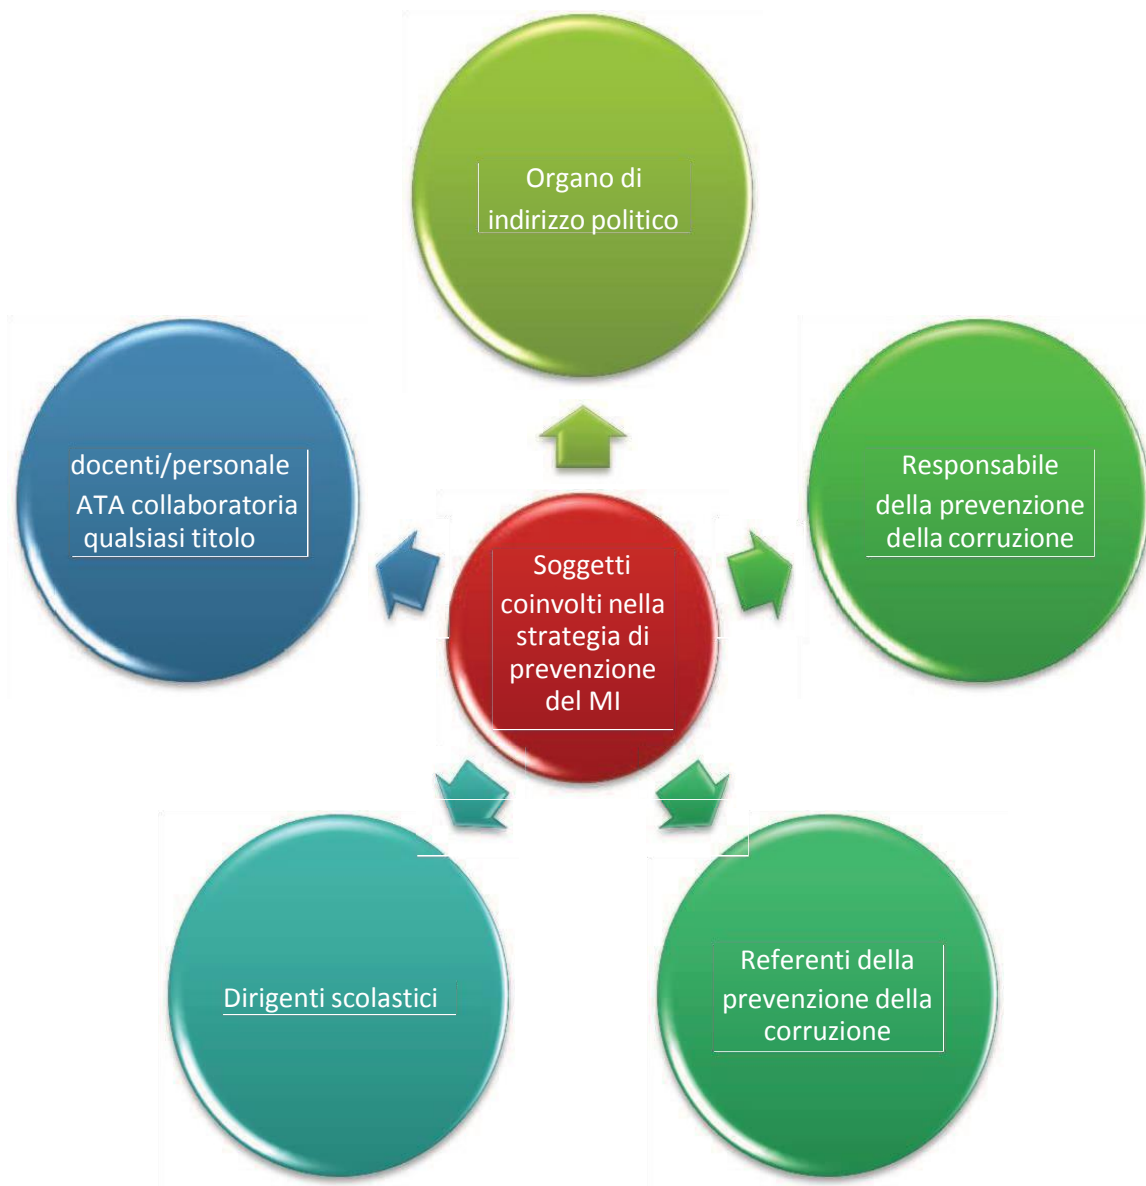 Organo di
indirizzo politico
docenti/personale
ATA collaboratoria
qualsiasi titolo
Responsabile
della prevenzione
della corruzione
Soggetti
coinvolti nella
strategia di
prevenzione
del MI
Dirigenti scolastici
Referenti della
prevenzione della
corruzione